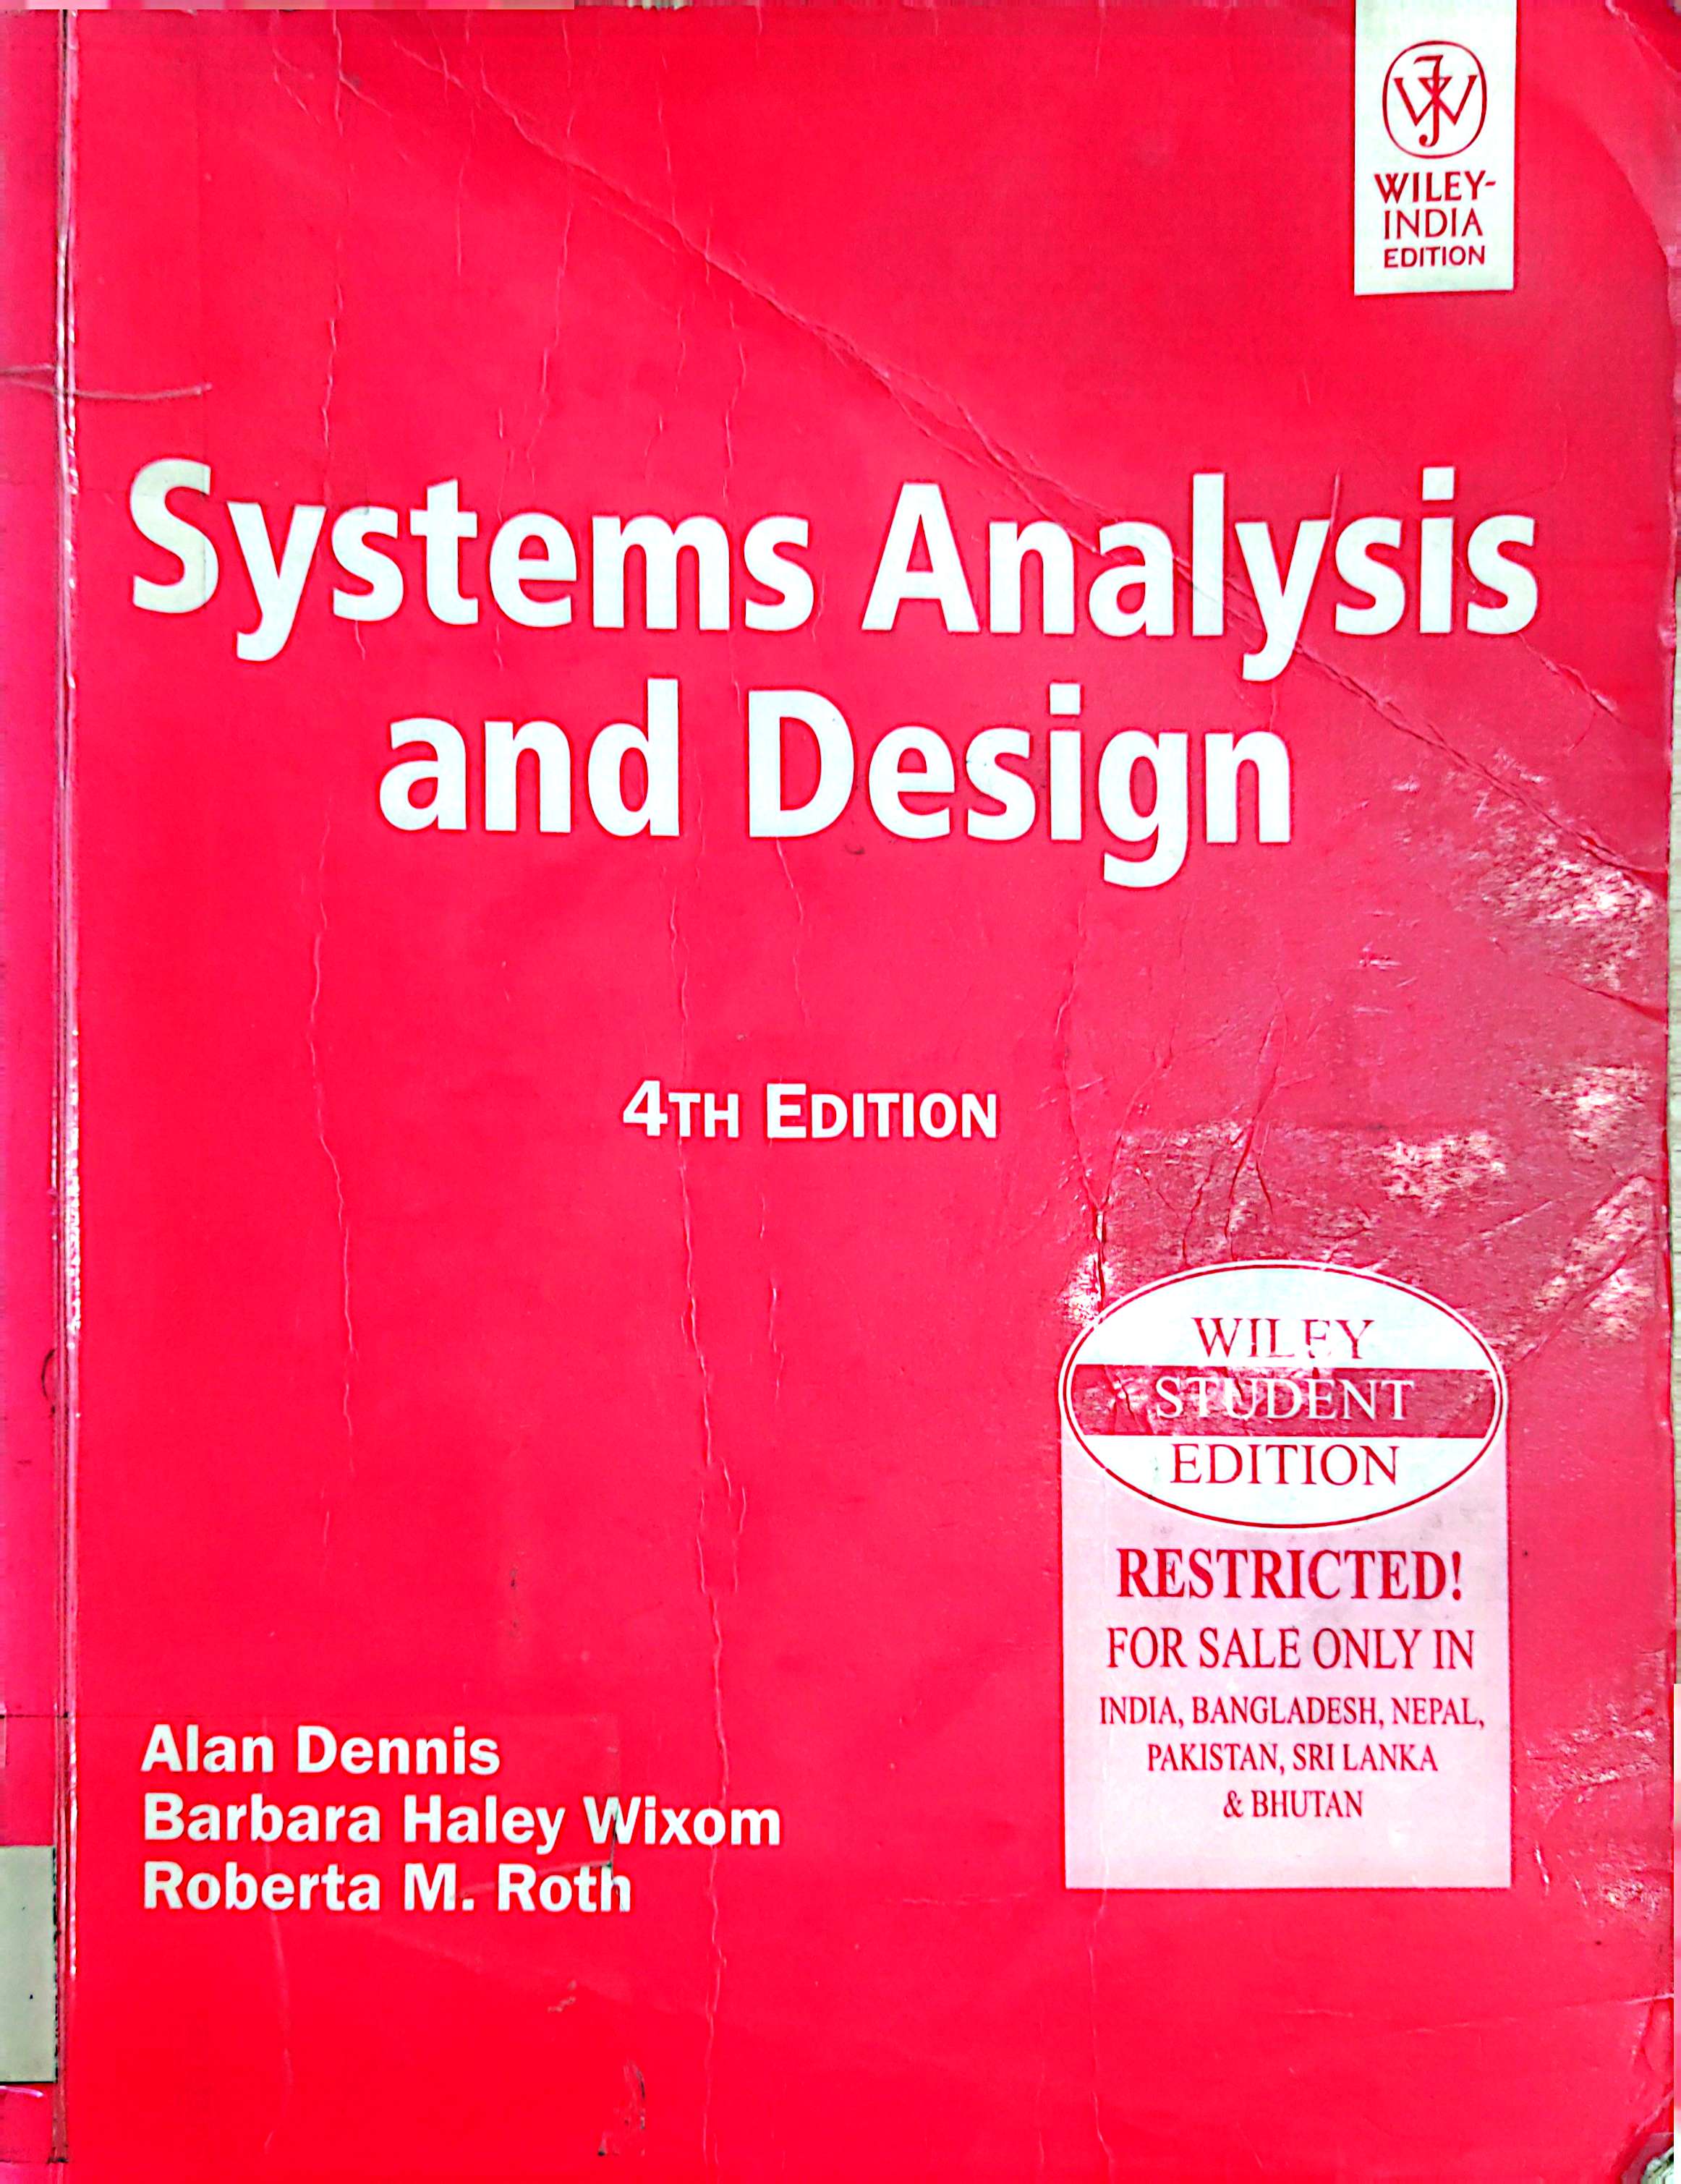 WILEY-
INDIA
EDITION
Systems Analysis
and Design
4TH EDITION
WILEY
STUDENT
EDITION
RESTRICTED!
FOR SALE ONLY IN
INDIA, BANGLADESH, NEPAL,
PAKISTAN, SRI LANKA
& BHUTAN
Alan Dennis
Barbara Haley Wixom
Roberta M. Roth